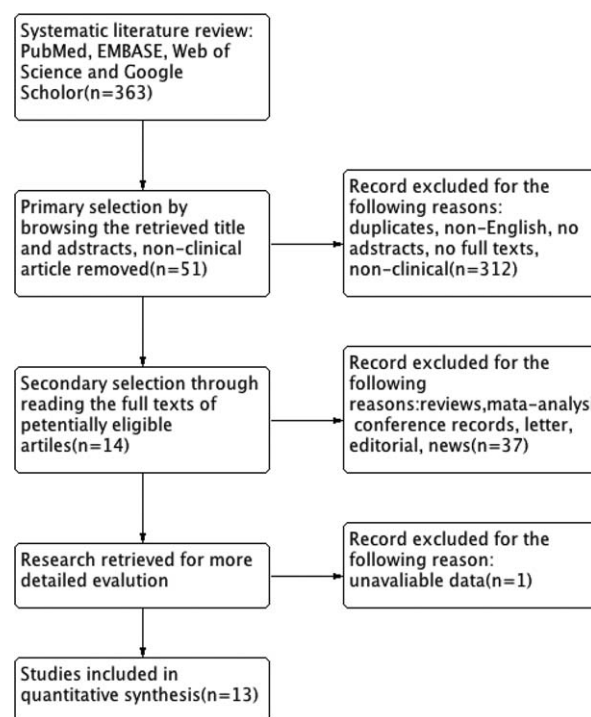 Systematic literature review:
PubMed, EMBASE, Web of
Science and Google
Scholor(n=363)
Primary selection by
browsing the retrieved title
and adstracts, non-clinical
article removed(n=51)
Record excluded for the
following reasons:
duplicates, non-English, no
adstracts, no full texts,
non-clinical(n=312)
Secondary selection through
reading the full texts of
petentially eligible
artiles(n=14)
Record excluded for the
following
reasons:reviews,mata-analys
conference records, letter,
editorial, news(n=37)
Research retrieved for more
detailed evalution
Record excluded for the
following reason:
unavaliable data(n=1)
Studies included in
quantitative synthesis(n=13)